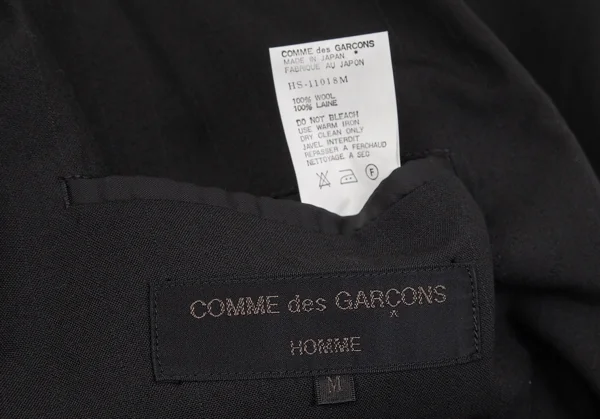 COMME des GARCONS
MADE IN JAPAN
FABRIQUE AU JAPON
HS-11018M
100% WOOL
100% LAINE
DO NOT BLEACH
USE WARM IRON
DRY CLEAN ONLY
JAVEL INTERDIT
REPASSER A FERCHAUD
NETTOYAGE A SEC
F
COMME des GARÇONS
HOMME
M